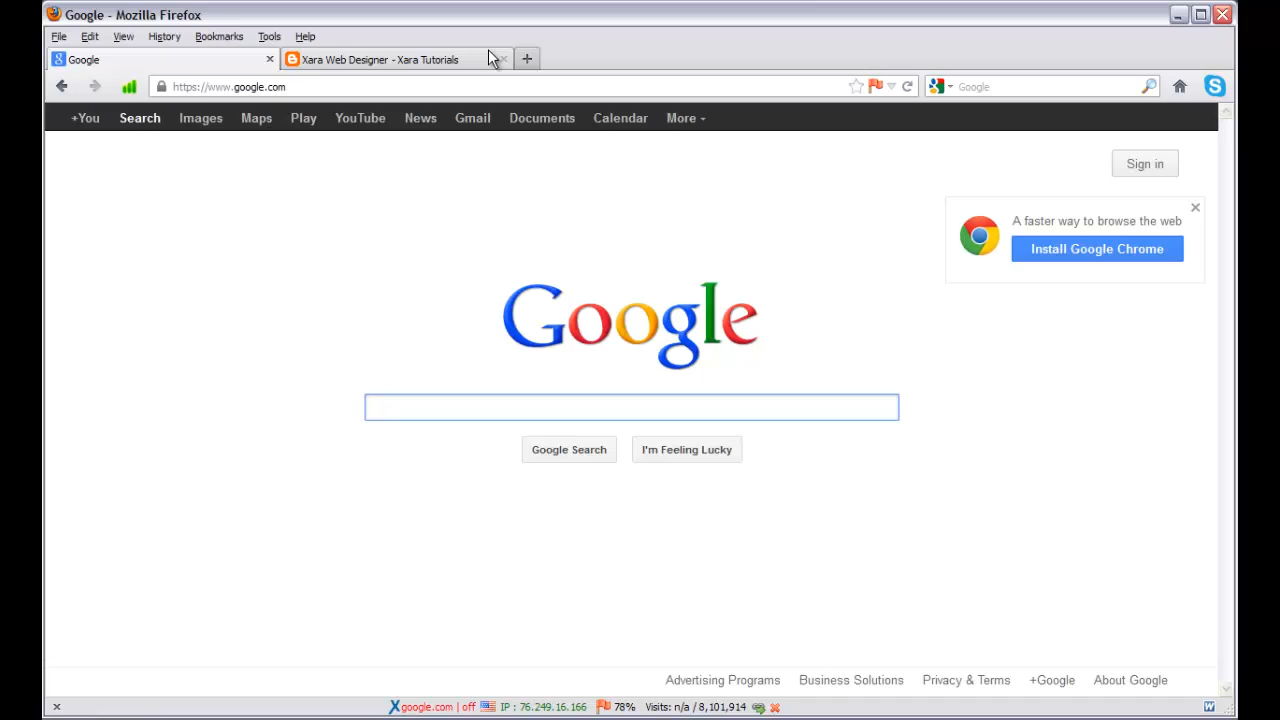 Google - Mozilla Firefox
File Edit View History Bookmarks Tools Help
Google Xara Web Designer - Xara Tutorials
https://www.google.com Google
+You Search Images Maps Play YouTube News Gmail Documents Calendar More
Sign in
A faster way to browse the web
Install Google Chrome
Google
Google Search I'm Feeling Lucky
Advertising Programs Business Solutions Privacy & Terms +Google About Google
google.com | off IP : 76.249.16.166 78% Visits: n/a / 8,101,914